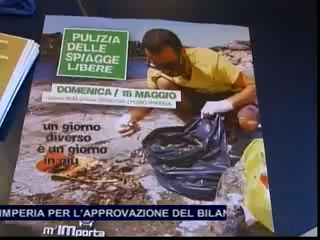 PULIZIA
DELLE
SPIAGGE
LIBERE
DOMENICA / 18 MAGGIO
un giorno
diverso
è un giorno
in più
m'IMporta
IMPERIA PER L'APPROVAZIONE DEL BILAN